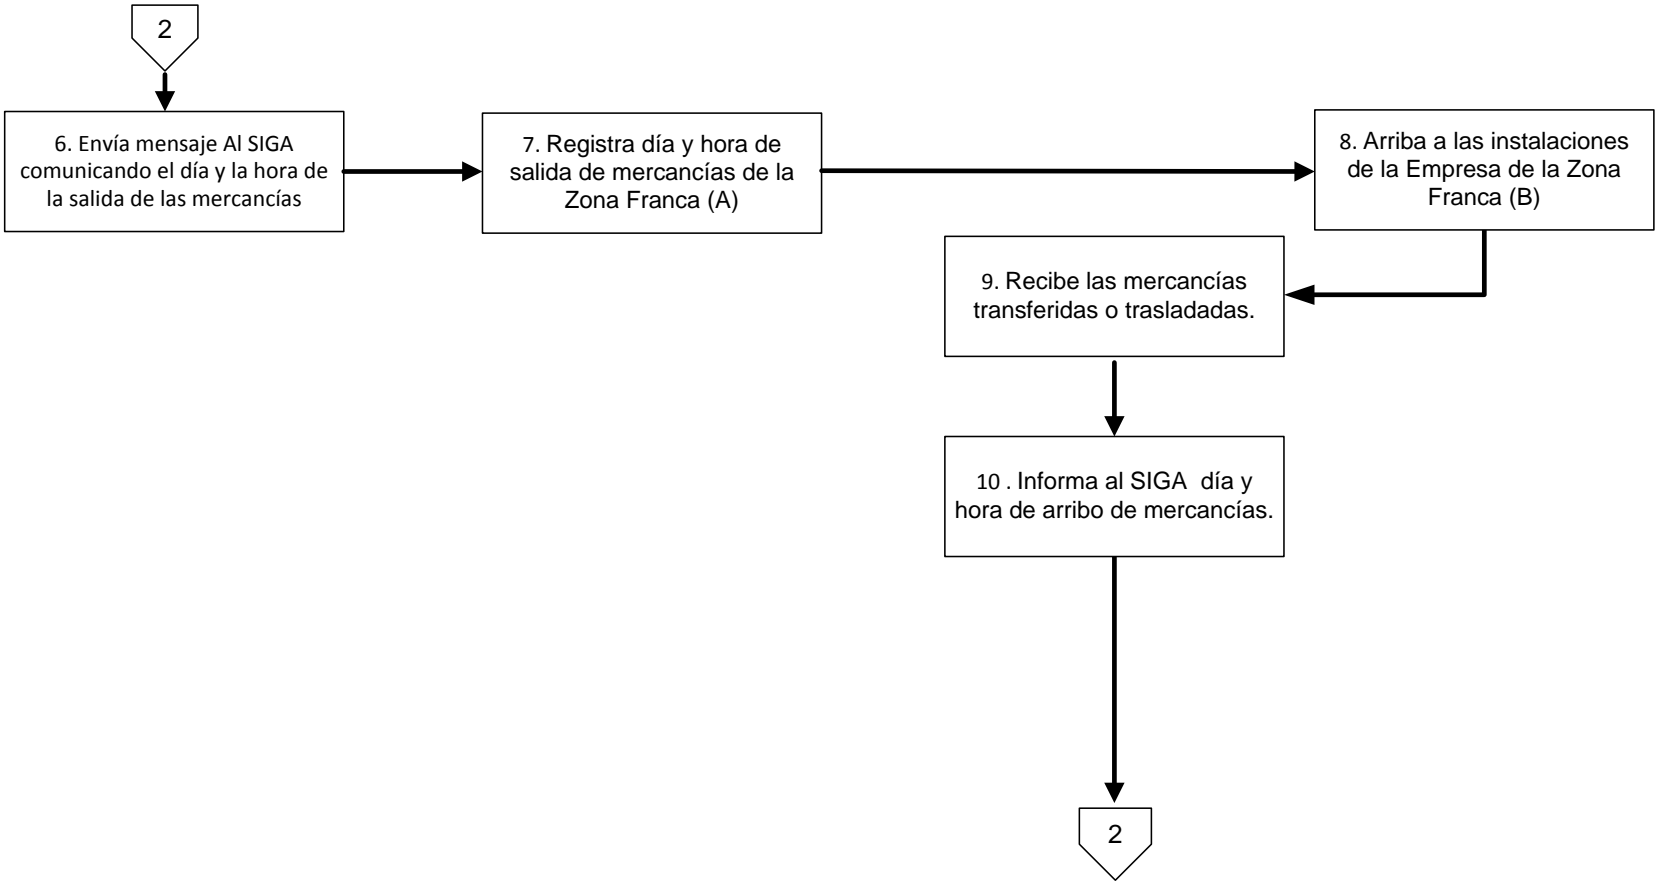 2
6. Envía mensaje Al SIGA
comunicando el día y la hora de
la salida de las mercancías
7. Registra día y hora de
salida de mercancías de la
Zona Franca (A)
8. Arriba a las instalaciones
de la Empresa de la Zona
Franca (B)
9. Recibe las mercancías
transferidas o trasladadas.
10 . Informa al SIGA  día y
hora de arribo de mercancías.
2